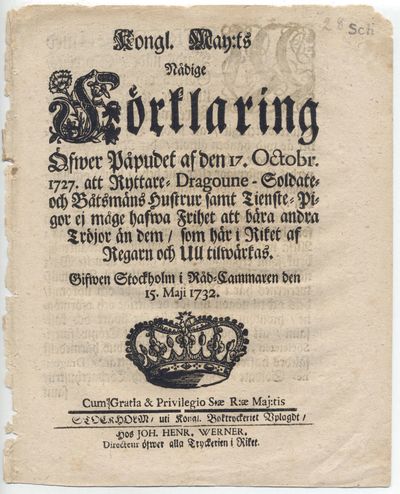 28 Sch
Kongl. May:ts
Nådige
Förklaring
Öfwer Påbudet af den 17. Octobr.
1727. att Ryttare- Dragoune- Soldate-
och Båtsmäns Hustrur samt Tienste-Pi-
gor ej måge hafwa Frihet att bära andra
Tröjor än dem / som här i Riket af
Regarn och Ull tilwärkas.
Gifwen Stockholm i Råd-Cammaren den
15. Maji 1732.
Cum Gratia & Privilegio S:æ R:æ Maj:tis
STOCKHOLM / uti Kongl. Boktryckeriet Uplagdt /
Hos JOH. HENR. WERNER,
Directeur öfwer alla Tryckerien i Riket.